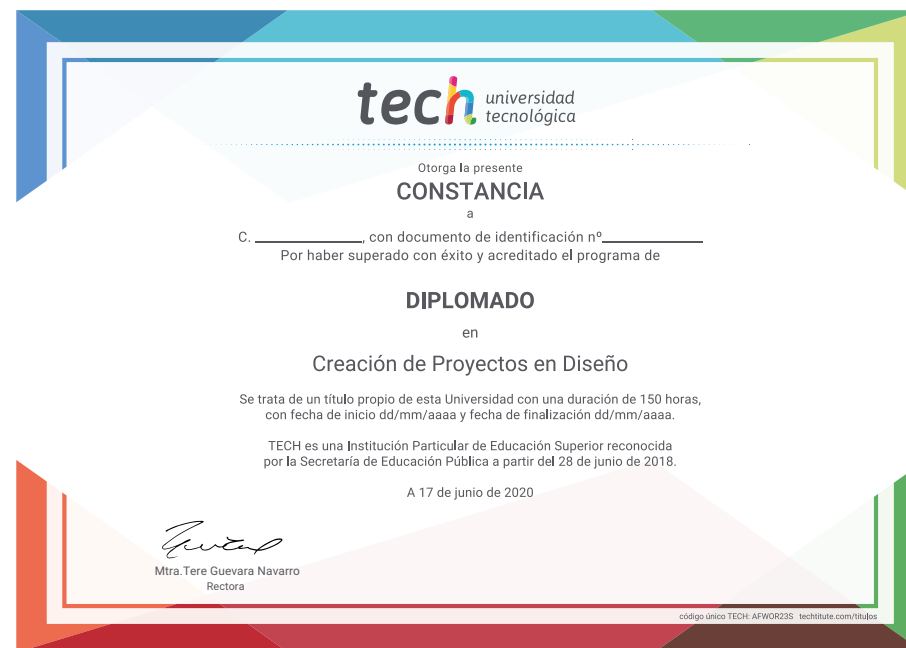 tech universidad
tecnológica
Otorga la presente
CONSTANCIA
a
C. ____________, con documento de identificación nº____________
Por haber superado con éxito y acreditado el programa de
DIPLOMADO
en
Creación de Proyectos en Diseño
Se trata de un título propio de esta Universidad con una duración de 150 horas,
con fecha de inicio dd/mm/aaaa y fecha de finalización dd/mm/aaaa.
TECH es una Institución Particular de Educación Superior reconocida
por la Secretaría de Educación Pública a partir del 28 de junio de 2018.
A 17 de junio de 2020
Mtra.Tere Guevara Navarro
Rectora
código único TECH: AFWOR23S techtitute.com/titulos